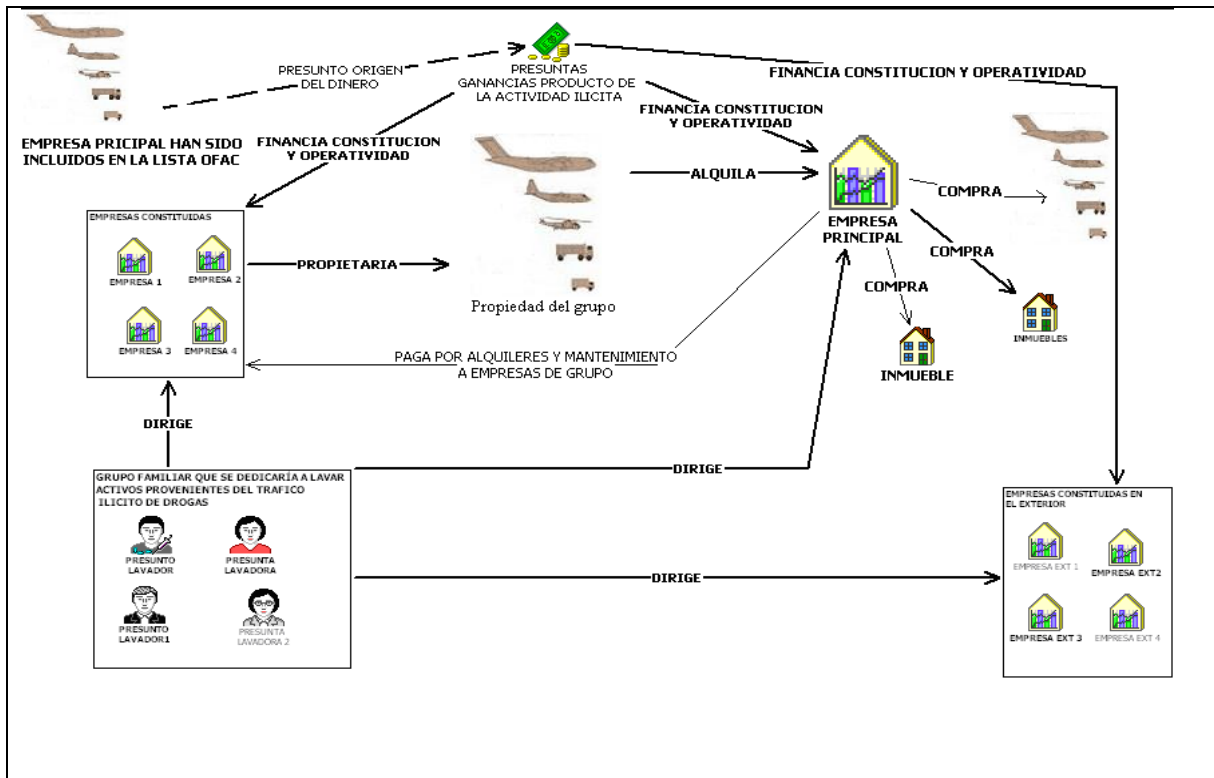 PRESUNTO ORIGEN
DEL DINERO
PRESUNTAS
GANANCIAS PRODUCTO DE
LA ACTIVIDAD ILICITA
FINANCIA CONSTITUCION Y OPERATIVIDAD
EMPRESA PRICIPAL HAN SIDO
INCLUIDOS EN LA LISTA OFAC
FINANCIA CONSTITUCION
Y OPERATIVIDAD
FINANCIA CONSTITUCION
Y OPERATIVIDAD
ALQUILA
COMPRA
EMPRESAS CONSTITUIDAS
EMPRESA 1
EMPRESA 2
EMPRESA 3
EMPRESA 4
PROPIETARIA
Propiedad del grupo
EMPRESA
PRINCIPAL
COMPRA
COMPRA
INMUEBLES
INMUEBLE
PAGA POR ALQUILERES Y MANTENIMIENTO
A EMPRESAS DE GRUPO
DIRIGE
DIRIGE
GRUPO FAMILIAR QUE SE DEDICARÍA A LAVAR
ACTIVOS PROVENIENTES DEL TRAFICO
ILICITO DE DROGAS
PRESUNTO
LAVADOR
PRESUNTA
LAVADORA
PRESUNTO
LAVADOR1
PRESUNTA
LAVADORA 2
DIRIGE
EMPRESAS CONSTITUIDAS EN
EL EXTERIOR
EMPRESA EXT 1
EMPRESA EXT2
EMPRESA EXT 3
EMPRESA EXT 4